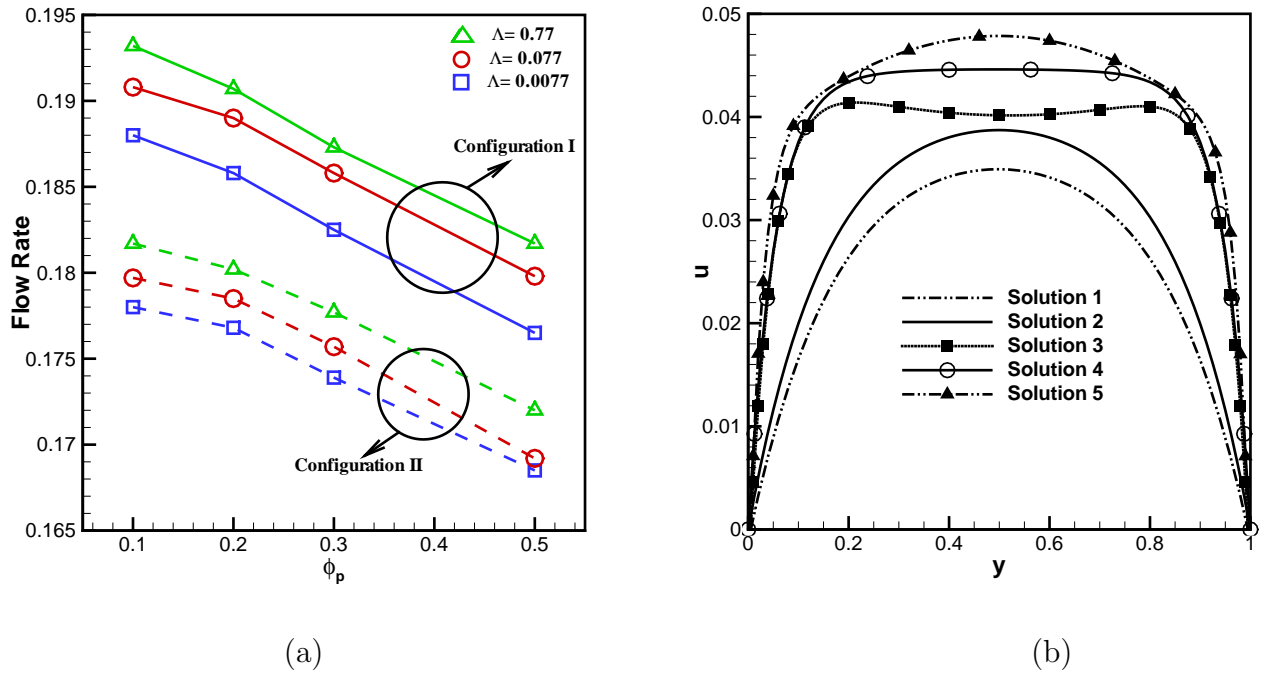 0.195
0.19
0.185
0.18
0.175
0.17
0.165
Flow Rate
Λ= 0.77
Λ= 0.077
Λ= 0.0077
Configuration I
Configuration II
0.1 0.2 0.3 0.4 0.5
ϕp
(a)
0.05
0.04
0.03
0.02
0.01
0
u
Solution 1
Solution 2
Solution 3
Solution 4
Solution 5
0 0.2 0.4 0.6 0.8 1
y
(b)